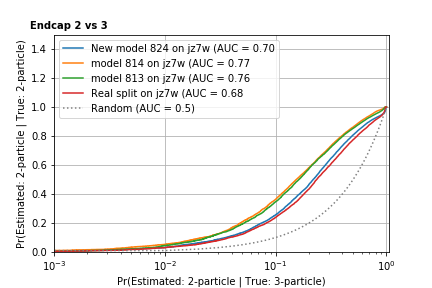 Endcap 2 vs 3
Pr(Estimated: 2-particle | True: 2-particle)
1.4
1.2
1.0
0.8
0.6
0.4
0.2
0.0
New model 824 on jz7w (AUC = 0.70
model 814 on jz7w (AUC = 0.77
model 813 on jz7w (AUC = 0.76
Real split on jz7w (AUC = 0.68
Random (AUC = 0.5)
10⁻³ 10⁻² 10⁻¹ 10⁰
Pr(Estimated: 2-particle | True: 3-particle)